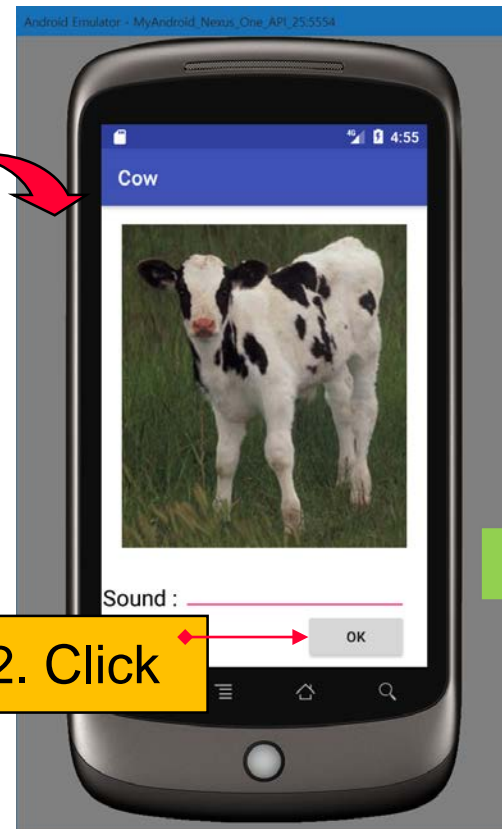 Android Emulator - MyAndroid_Nexus_One_API_25:5554
4G 4:55
Cow
Sound :
OK
2. Click